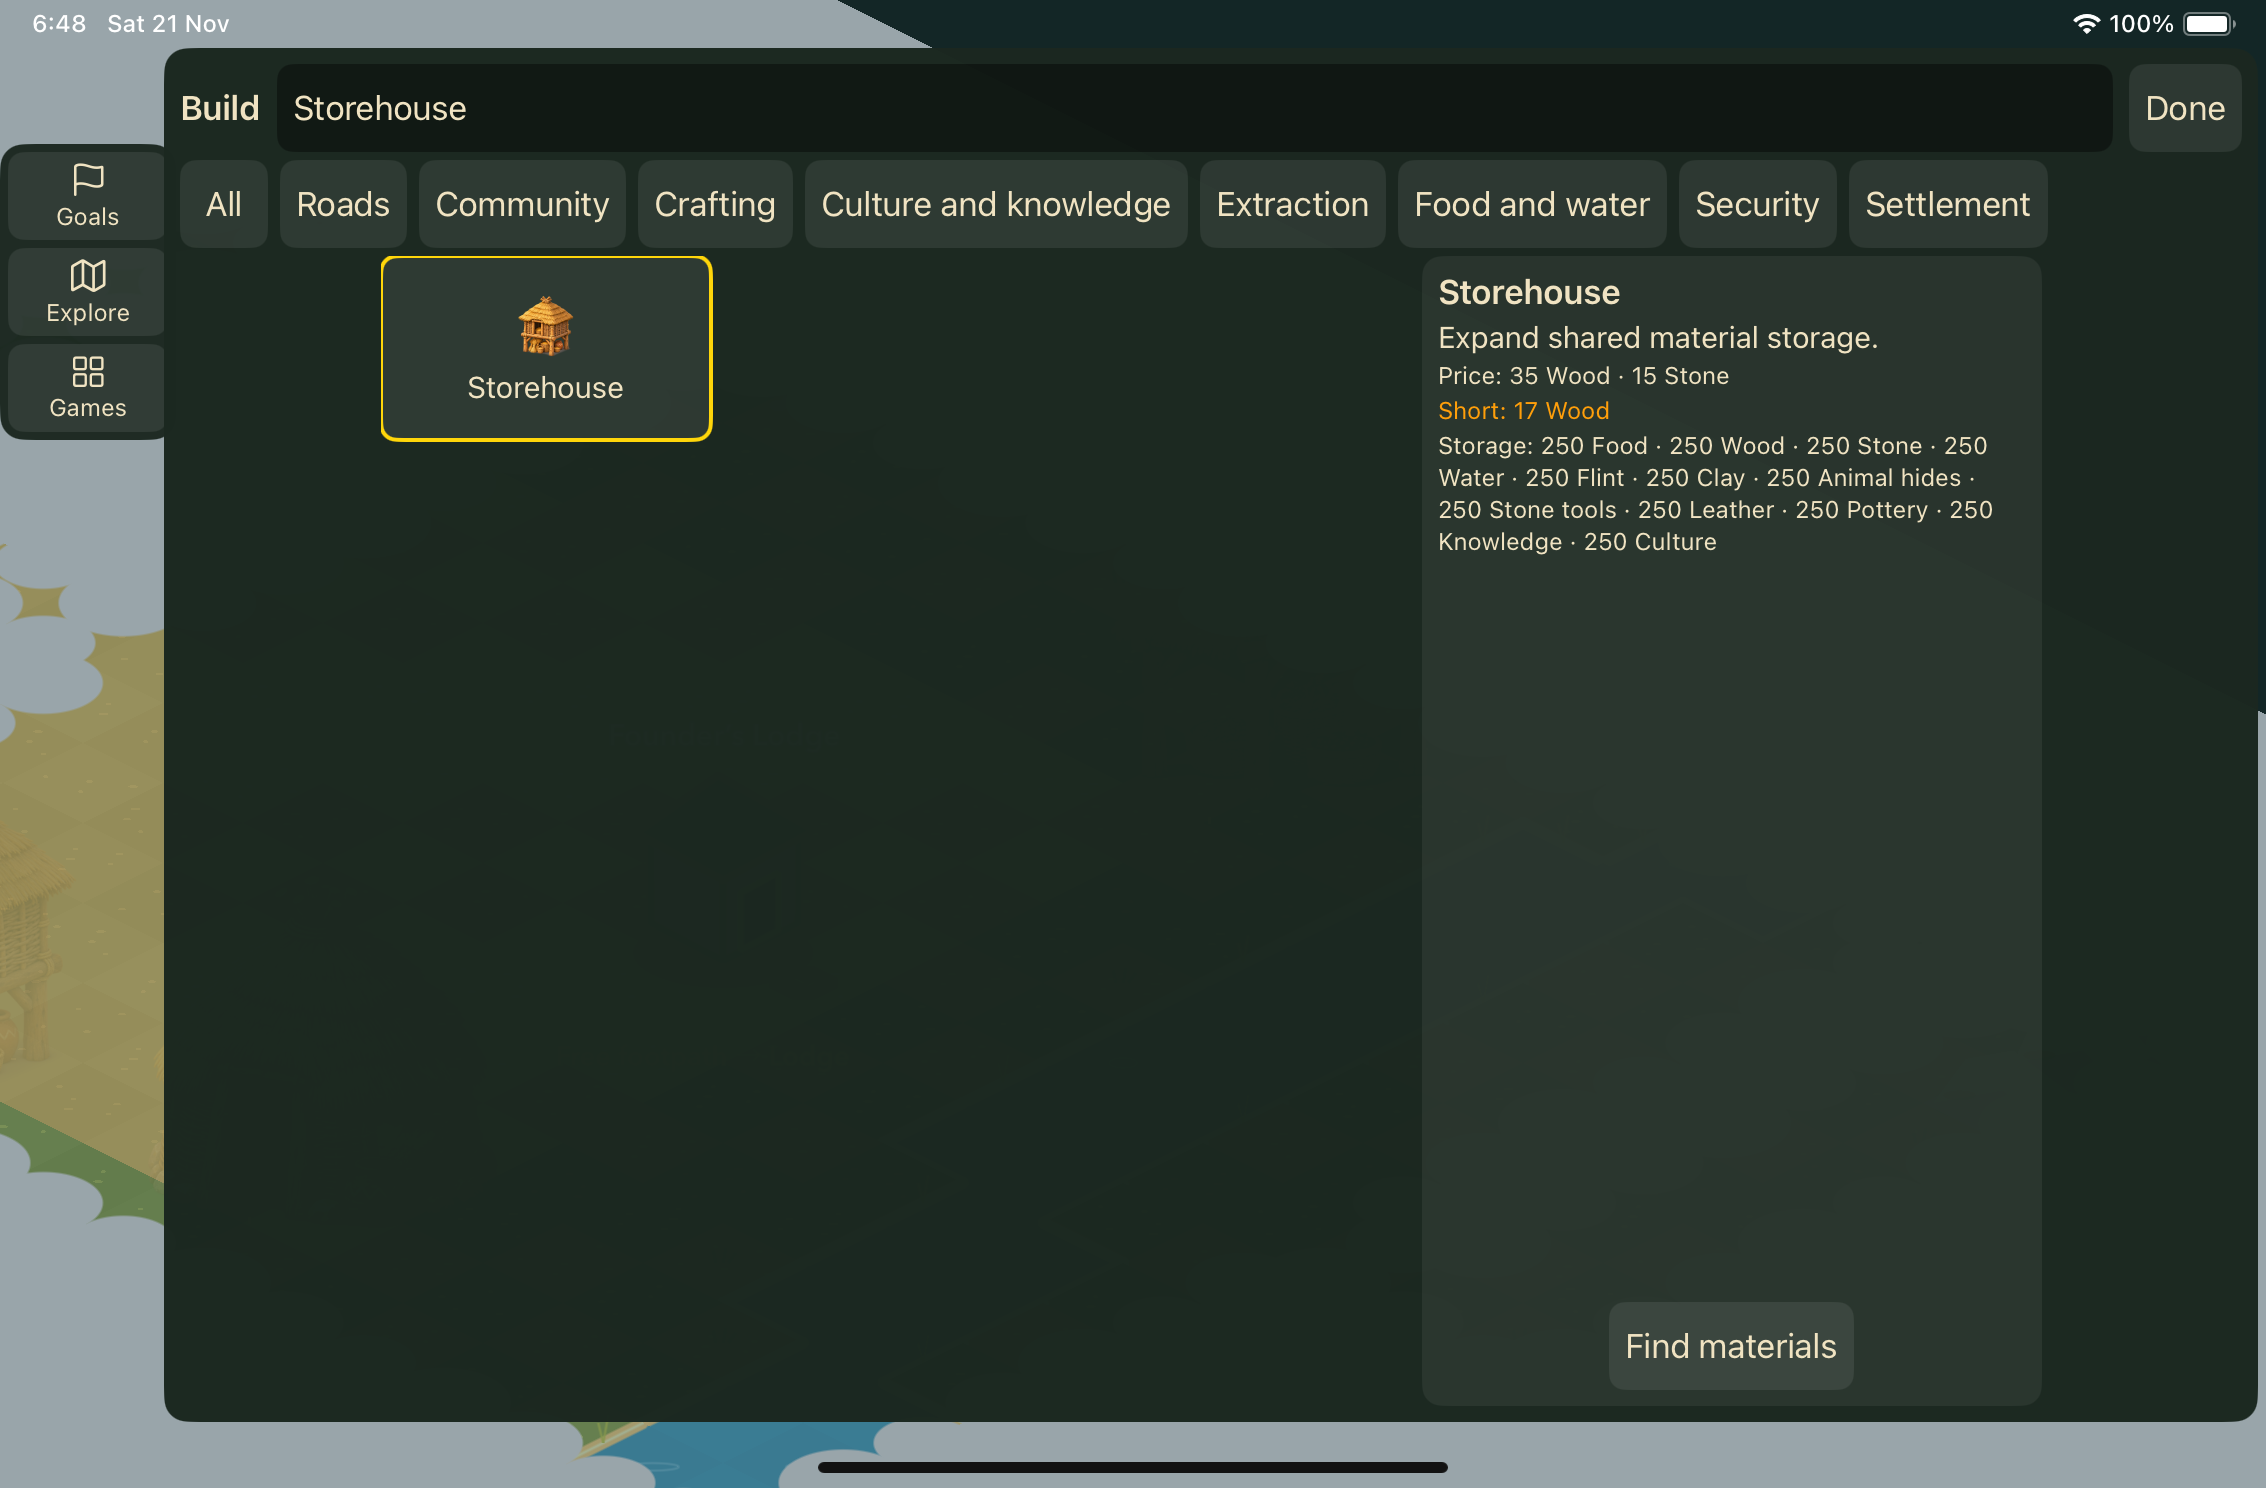 6:48 Sat 21 Nov
100%
Build
Storehouse
Done
Goals
Explore
Games
All
Roads
Community
Crafting
Culture and knowledge
Extraction
Food and water
Security
Settlement
Storehouse
Storehouse
Expand shared material storage.
Price: 35 Wood · 15 Stone
Short: 17 Wood
Storage: 250 Food · 250 Wood · 250 Stone · 250
Water · 250 Flint · 250 Clay · 250 Animal hides ·
250 Stone tools · 250 Leather · 250 Pottery · 250
Knowledge · 250 Culture
Find materials